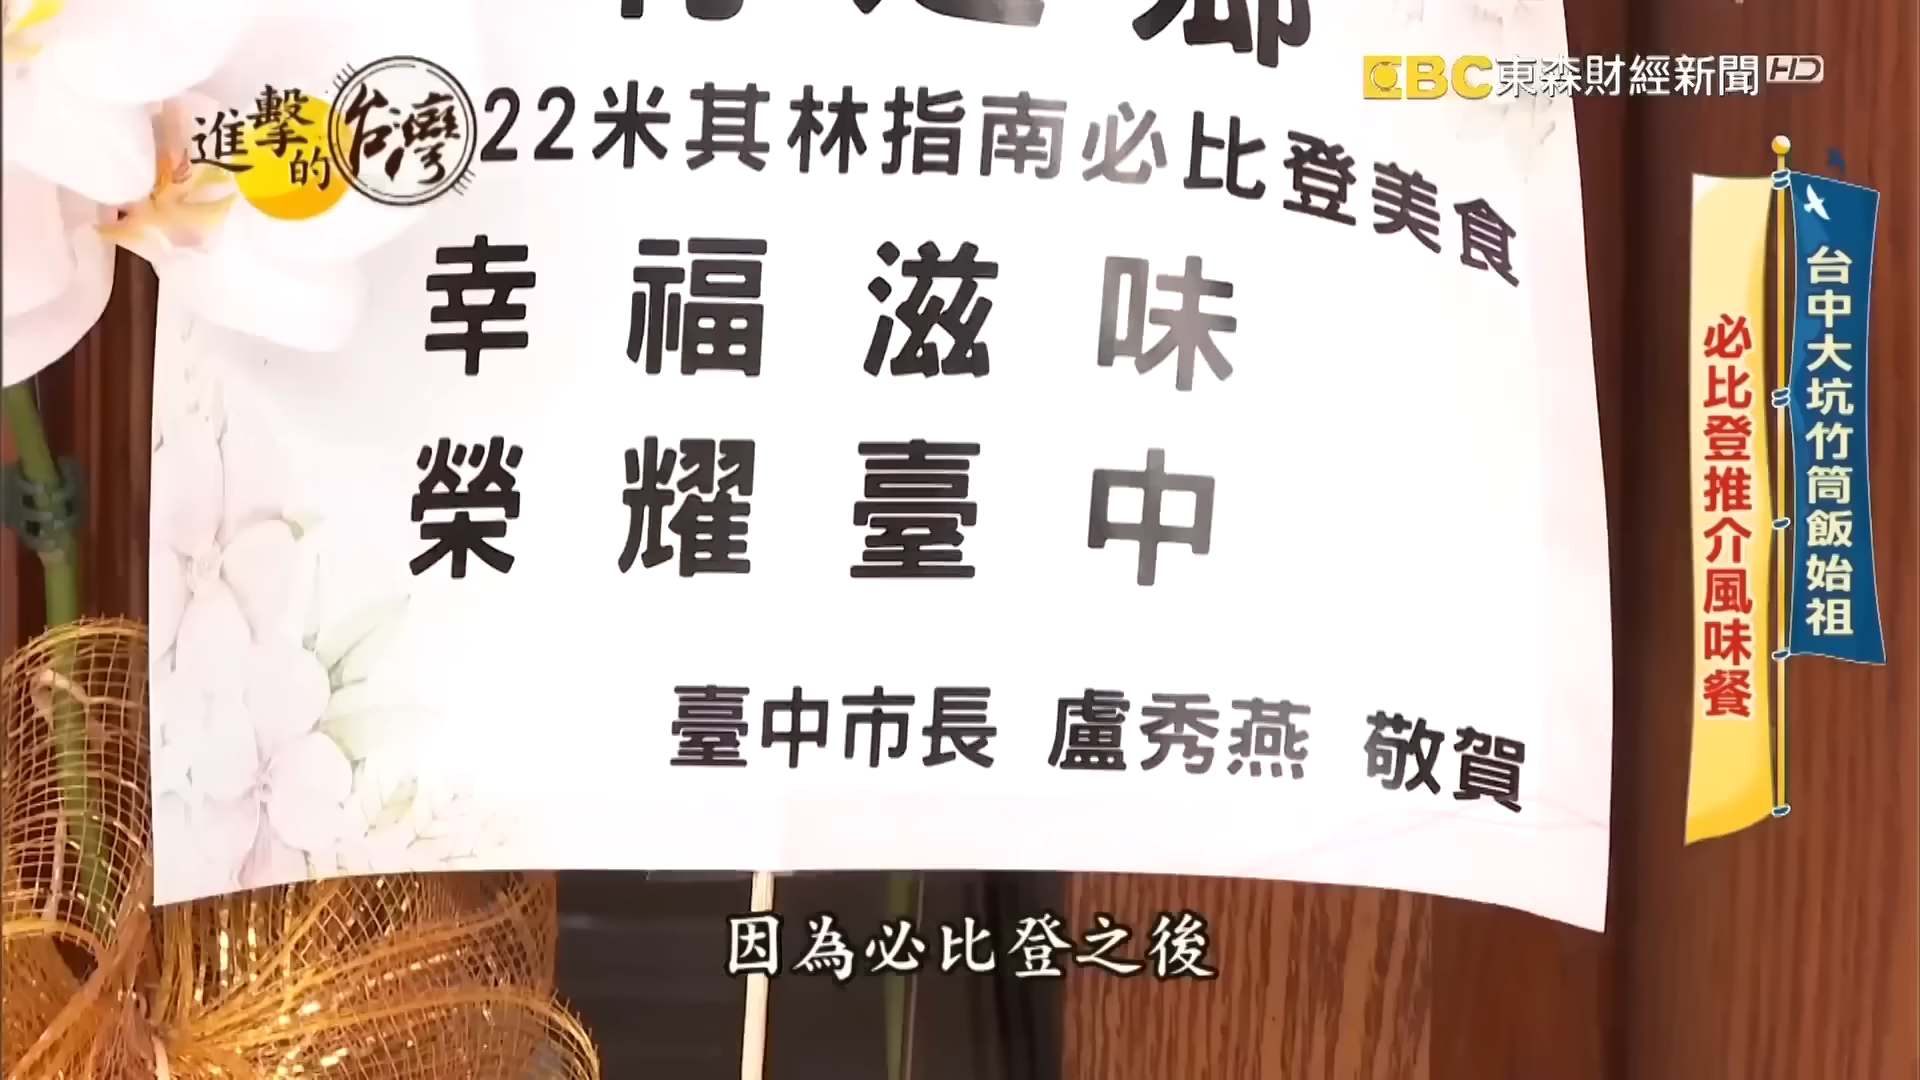 進擊的台灣
EBC東森財經新聞HD
22米其林指南必比登美食
幸福滋味
榮耀臺中
臺中市長 盧秀燕 敬賀
台中大坑竹筒飯始祖
必比登推介風味餐
因為必比登之後